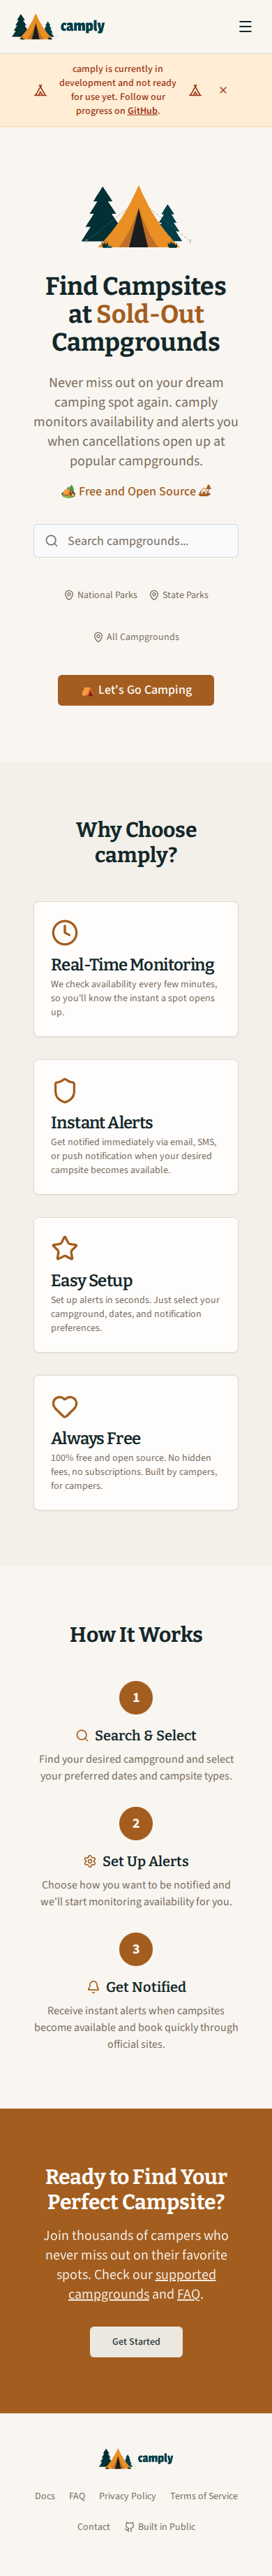 camply
camply is currently in
development and not ready
for use yet. Follow our
progress on GitHub.
Find Campsites
at Sold-Out
Campgrounds
Never miss out on your dream
camping spot again. camply
monitors availability and alerts you
when cancellations open up at
popular campgrounds.
🏕️ Free and Open Source 🏕
Search campgrounds...
National Parks
State Parks
All Campgrounds
⛺ Let's Go Camping
Why Choose
camply?
Real-Time Monitoring
We check availability every few minutes,
so you'll know the instant a spot opens
up.
Instant Alerts
Get notified immediately via email, SMS,
or push notification when your desired
campsite becomes available.
Easy Setup
Set up alerts in seconds. Just select your
campground, dates, and notification
preferences.
Always Free
100% free and open source. No hidden
fees, no subscriptions. Built by campers,
for campers.
How It Works
1
Search & Select
Find your desired campground and select
your preferred dates and campsite types.
2
Set Up Alerts
Choose how you want to be notified and
we'll start monitoring availability for you.
3
Get Notified
Receive instant alerts when campsites
become available and book quickly through
official sites.
Ready to Find Your
Perfect Campsite?
Join thousands of campers who
never miss out on their favorite
spots. Check our supported
campgrounds and FAQ.
Get Started
camply
Docs FAQ Privacy Policy Terms of Service
Contact Built in Public